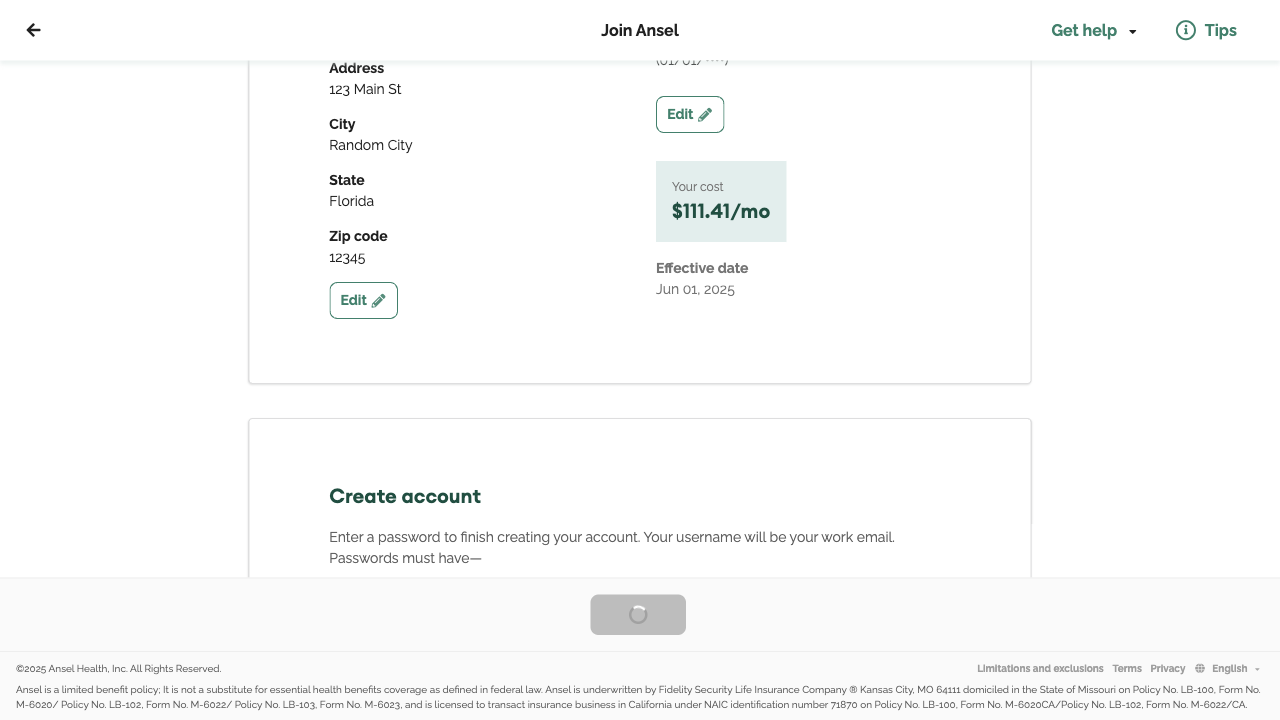 Join Ansel
Get help
Tips
Address
123 Main St
City
Random City
State
Florida
Zip code
12345
Edit
Edit
Your cost
$111.41/mo
Effective date
Jun 01, 2025
Create account
Enter a password to finish creating your account. Your username will be your work email.
Passwords must have—
©2025 Ansel Health, Inc. All Rights Reserved.
Limitations and exclusions
Terms
Privacy
English
Ansel is a limited benefit policy; It is not a substitute for essential health benefits coverage as defined in federal law. Ansel is underwritten by Fidelity Security Life Insurance Company ® Kansas City, MO 64111 domiciled in the State of Missouri on Policy No. LB-100, Form No.
M-6020/ Policy No. LB-102, Form No. M-6022/ Policy No. LB-103, Form No. M-6023, and is licensed to transact insurance business in California under NAIC identification number 71870 on Policy No. LB-100, Form No. M-6020CA/Policy No. LB-102, Form No. M-6022/CA.